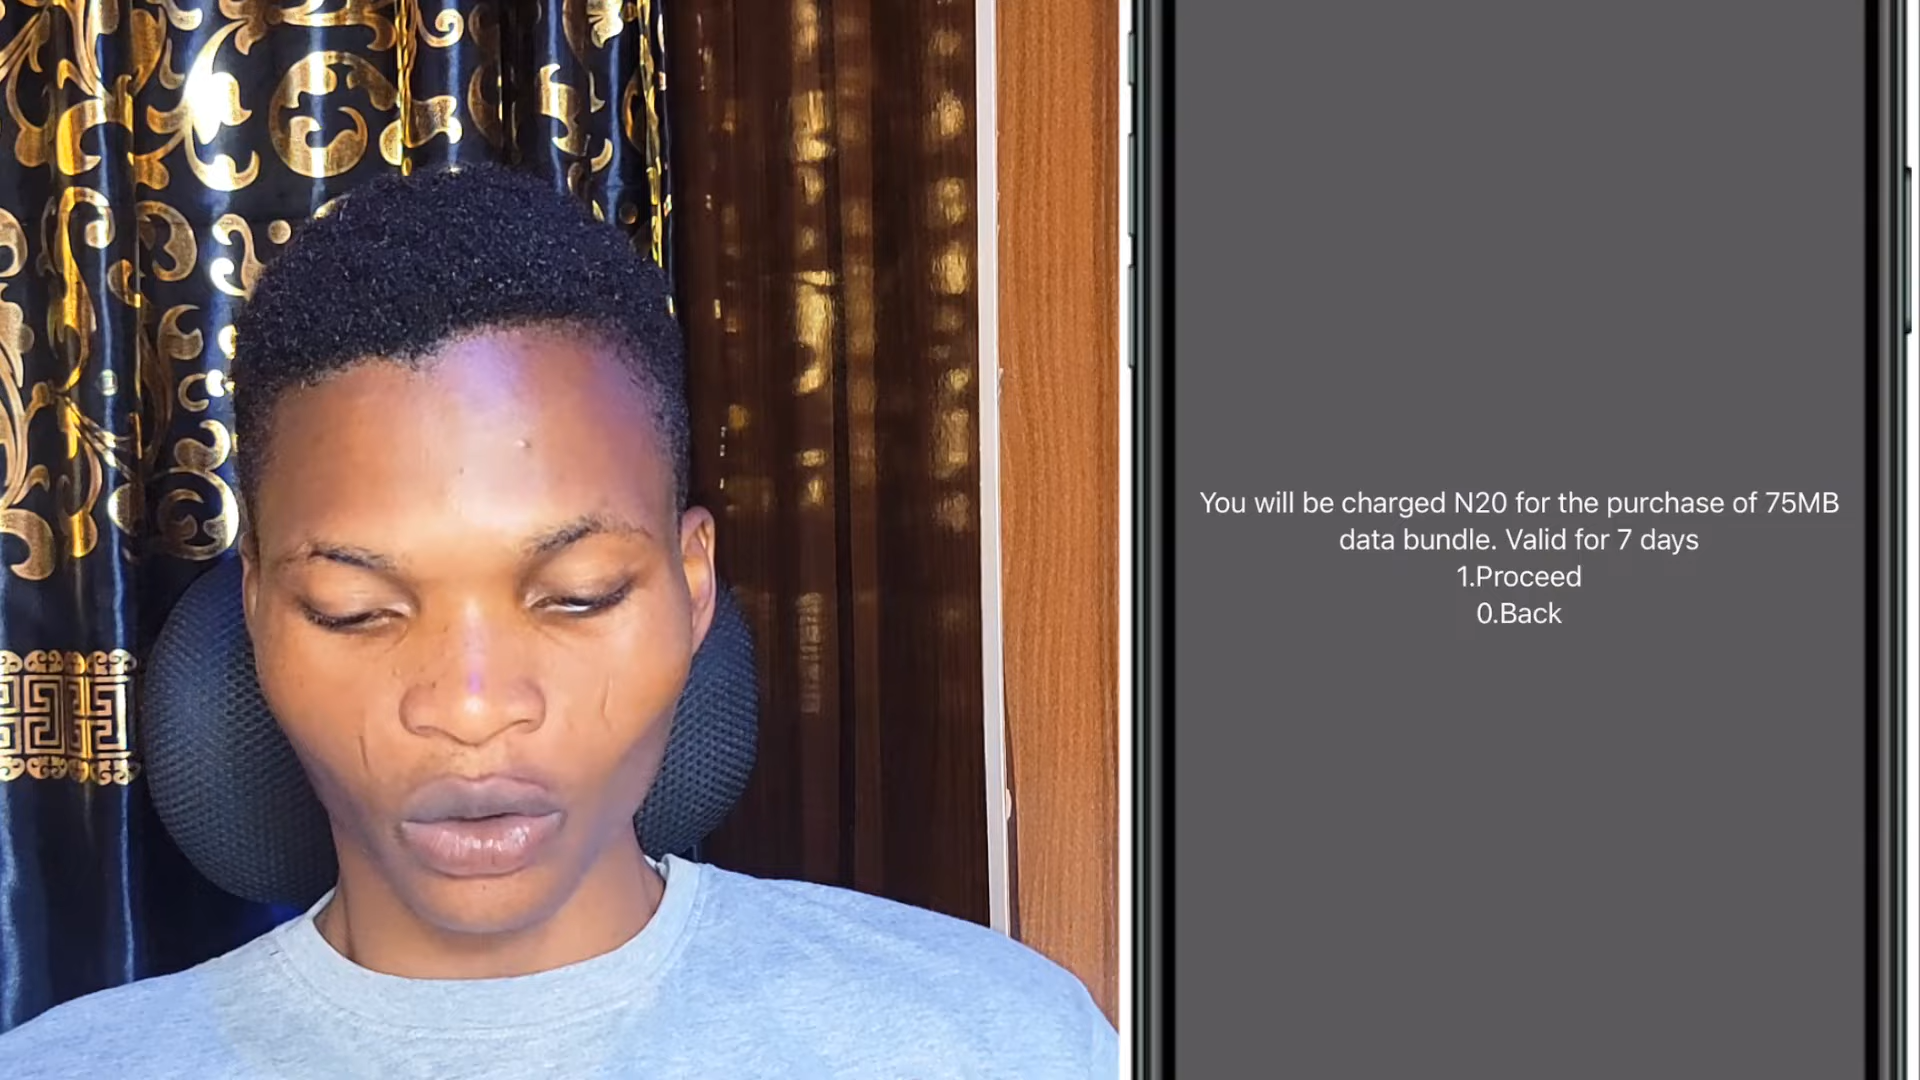 You will be charged N20 for the purchase of 75MB
data bundle. Valid for 7 days
1.Proceed
0.Back